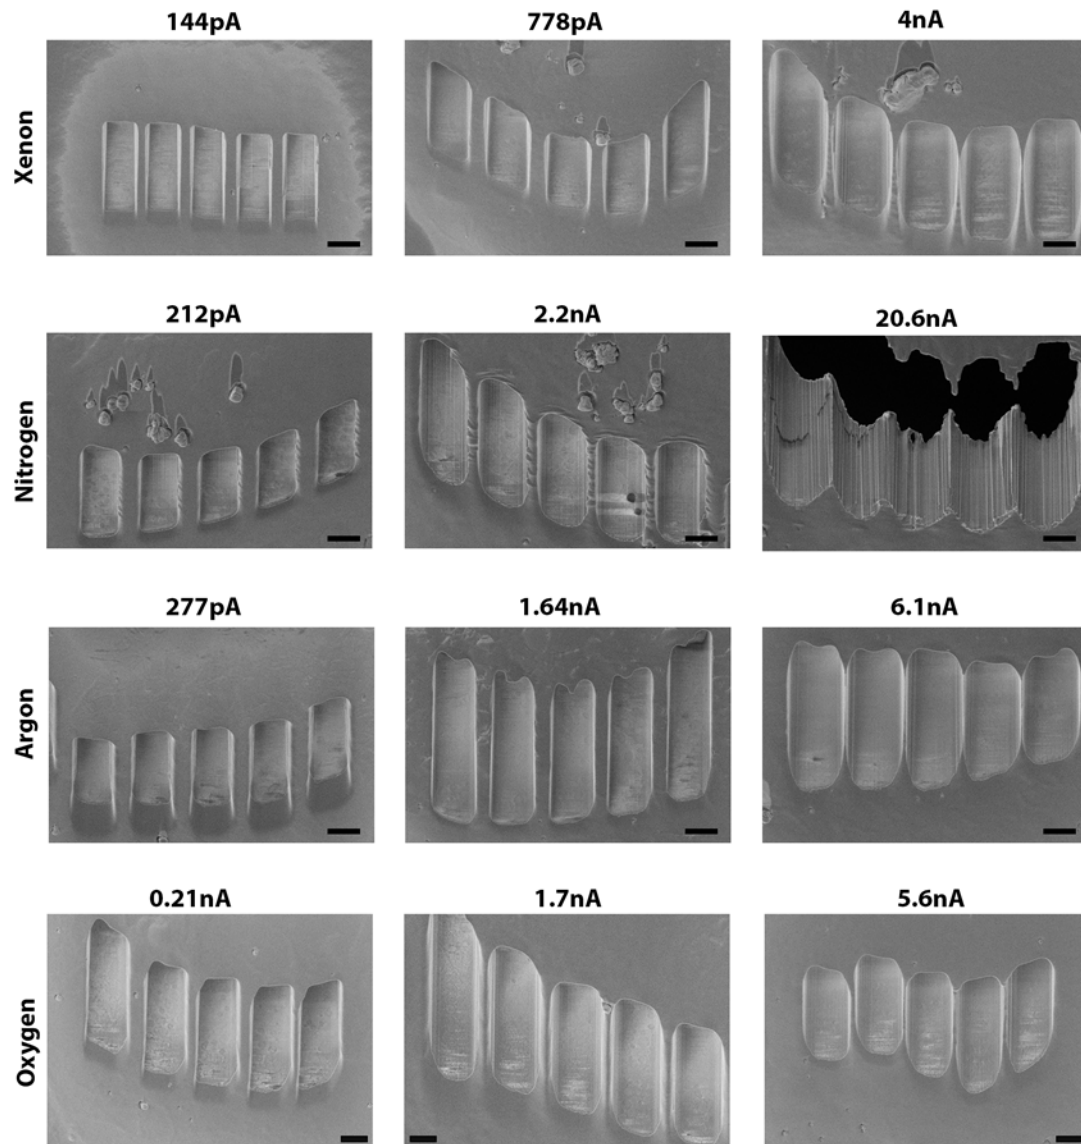 144pA 778pA 4nA
Xenon
212pA 2.2nA 20.6nA
Nitrogen
277pA 1.64nA 6.1nA
Argon
0.21nA 1.7nA 5.6nA
Oxygen